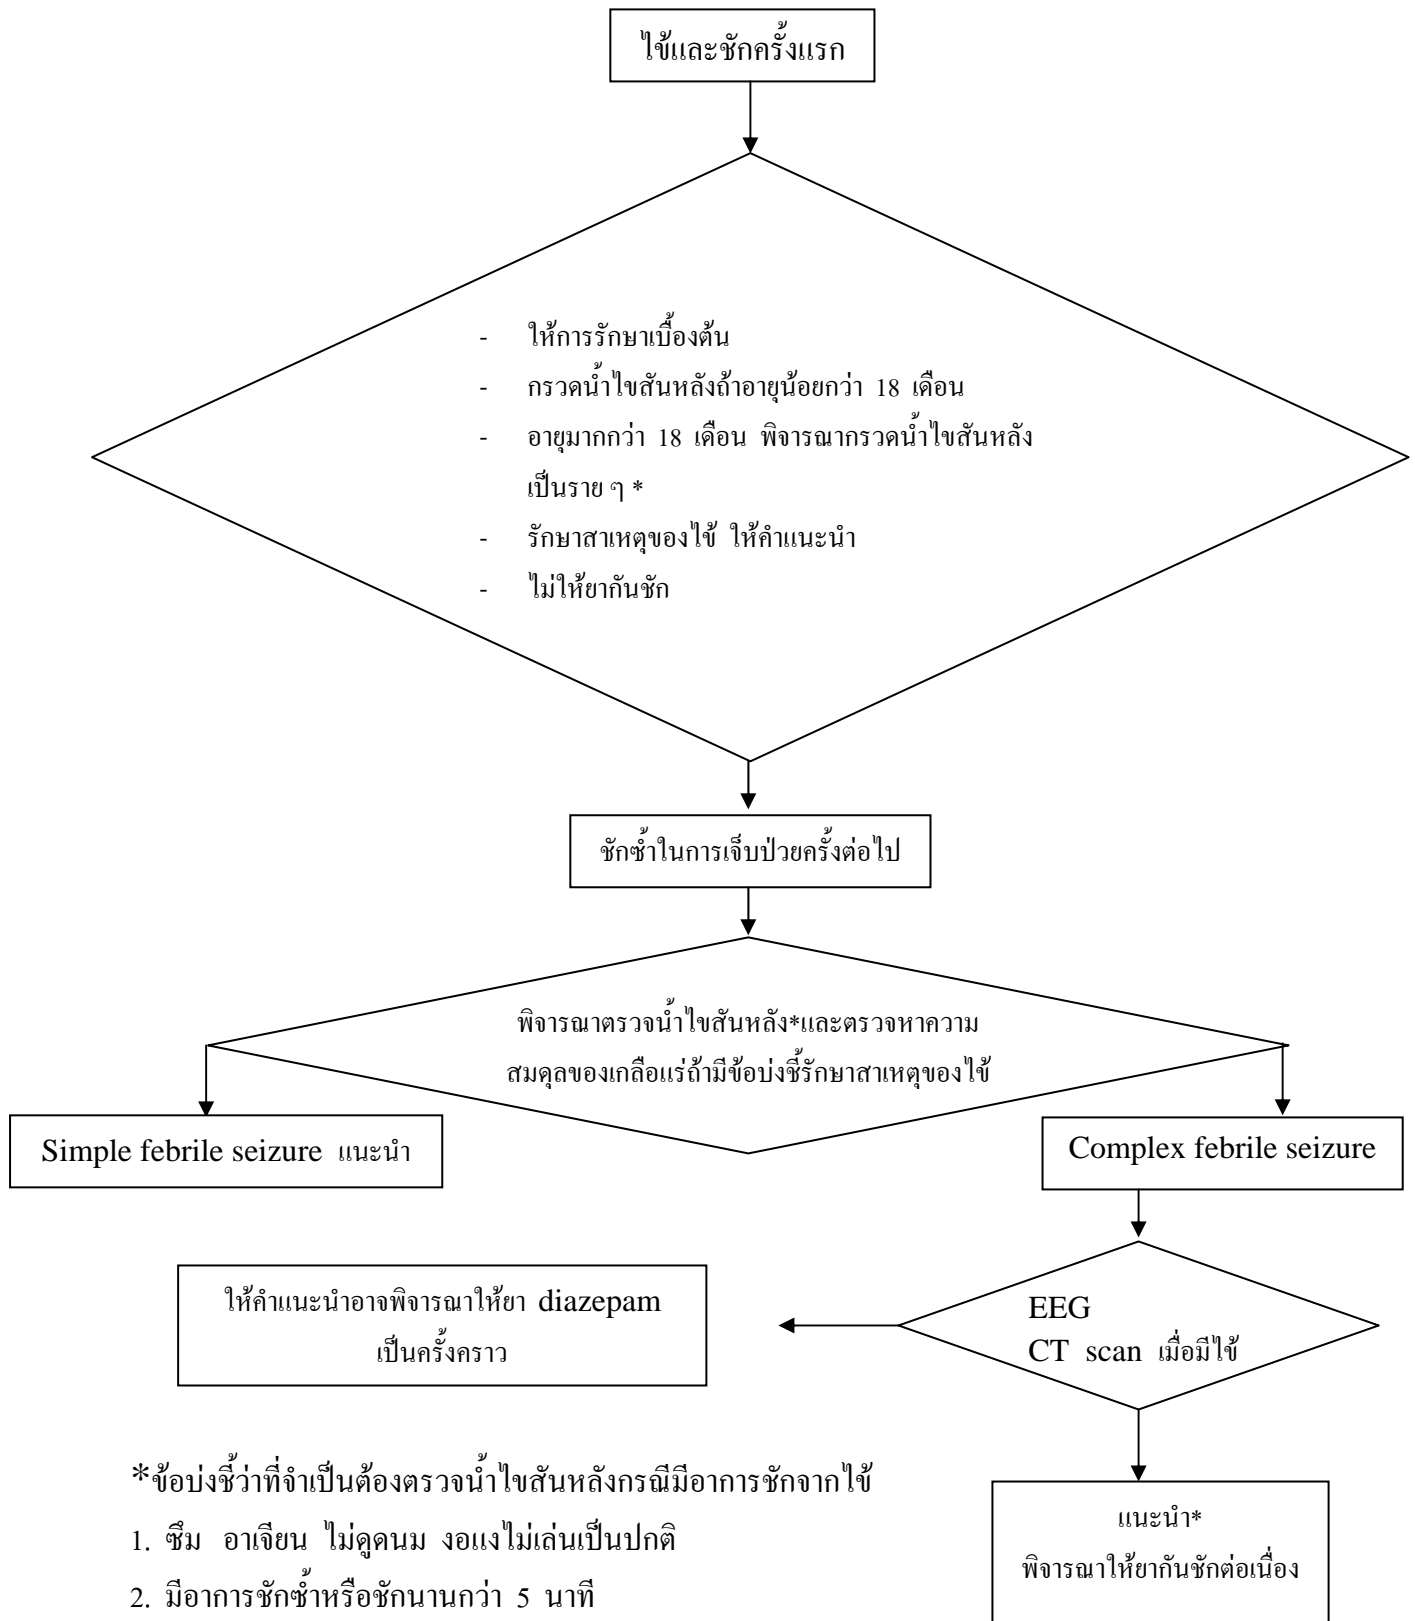 ไข้และชักครั้งแรก
- ให้การรักษาเบื้องต้น
- กรวดน้ำไขสันหลังถ้าอายุน้อยกว่า 18 เดือน
- อายุมากกว่า 18 เดือน พิจารณากรวดน้ำไขสันหลัง
เป็นราย ๆ *
- รักษาสาเหตุของไข้ ให้คำแนะนำ
- ไม่ให้ยากันชัก
ชักซ้ำในการเจ็บป่วยครั้งต่อไป
พิจารณาตรวจน้ำไขสันหลัง*และตรวจหาความ
สมดุลของเกลือแร่ถ้ามีข้อบ่งชี้รักษาสาเหตุของไข้
Simple febrile seizure แนะนำ
Complex febrile seizure
ให้คำแนะนำอาจพิจารณาให้ยา diazepam
เป็นครั้งคราว
EEG
CT scan เมื่อมีไข้
*ข้อบ่งชี้ว่าที่จำเป็นต้องตรวจน้ำไขสันหลังกรณีมีอาการชักจากไข้
1. ซึม อาเจียน ไม่ดูดนม งอแงไม่เล่นเป็นปกติ
2. มีอาการชักซ้ำหรือชักนานกว่า 5 นาที
แนะนำ*
พิจารณาให้ยากันชักต่อเนื่อง